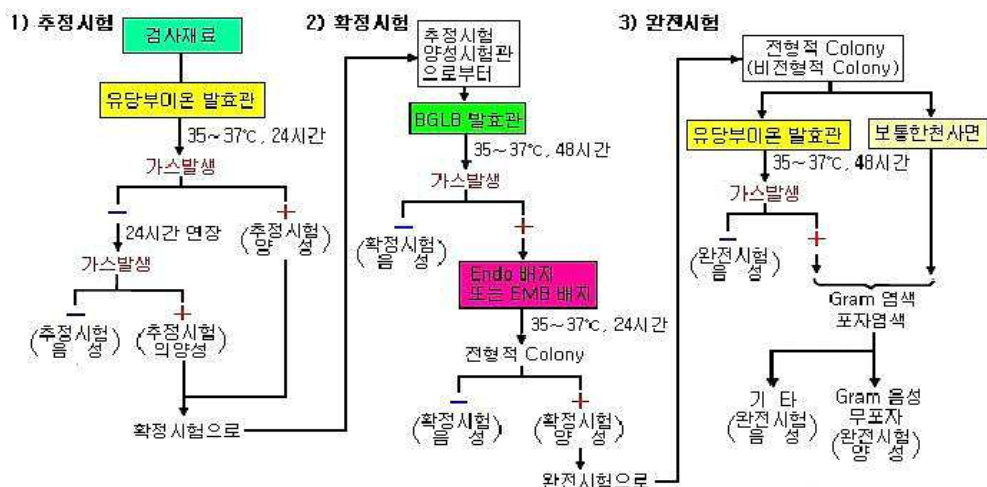 1) 추정시험
검사재료
유당부미온 발효관
35~37℃, 24시간
가스발생
−
+
24시간 연장
(추정시험
양 성)
가스발생
−
+
(추정시험
음 성)
(추정시험
의양성)
확정시험으로
2) 확정시험
추정시험
양성시험관
으로부터
BGLB 발효관
35~37℃, 48시간
가스발생
−
+
(확정시험
음 성)
Endo 배지
또는 EMB 배지
35~37℃, 24시간
전형적 Colony
−
+
(확정시험
음 성)
(확정시험
양 성)
완전시험으로
3) 완전시험
전형적 Colony
(비전형적 Colony)
유당부미온 발효관
보통한천사면
35~37℃, 48시간
가스발생
−
+
(완전시험
음 성)
Gram 염색
포자염색
기 타
(완전시험
음 성)
Gram 음성
무포자
(완전시험
양 성)